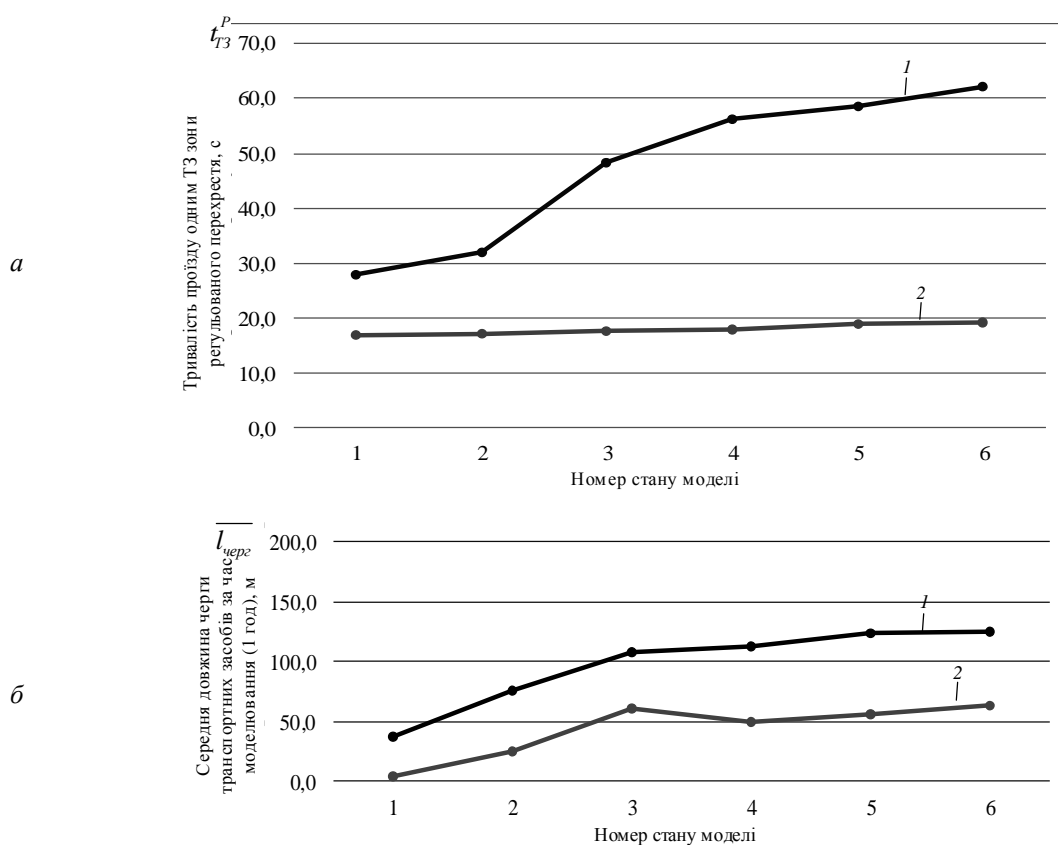 t^P_ТЗ
70,0
60,0
50,0
40,0
30,0
20,0
10,0
0,0
Тривалість проїзду одним ТЗ зони
регульованого перехрестя, с
а
1
2
1 2 3 4 5 6
Номер стану моделі
l_черг
200,0
150,0
100,0
50,0
0,0
Середня довжина черги
транспортних засобів за час
моделювання (1 год), м
б
1
2
1 2 3 4 5 6
Номер стану моделі